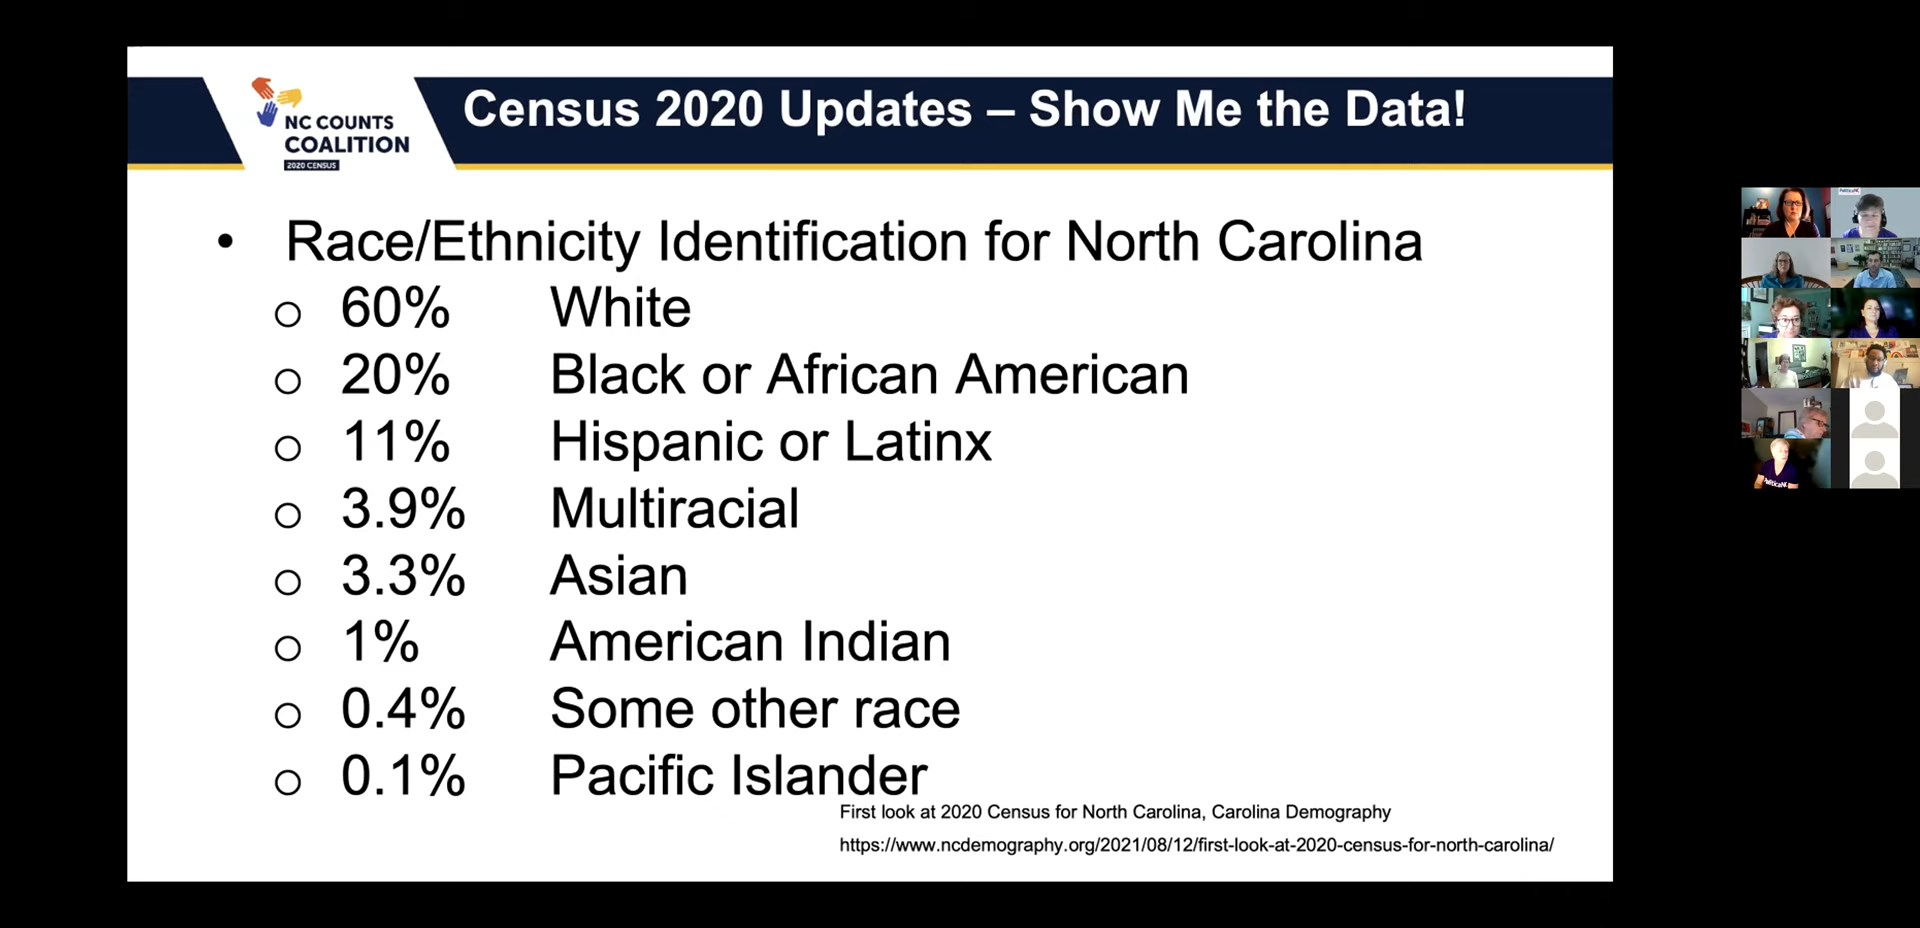 NC COUNTS
COALITION
2020 CENSUS
Census 2020 Updates – Show Me the Data!
• Race/Ethnicity Identification for North Carolina
o 60% White
o 20% Black or African American
o 11% Hispanic or Latinx
o 3.9% Multiracial
o 3.3% Asian
o 1% American Indian
o 0.4% Some other race
o 0.1% Pacific Islander
First look at 2020 Census for North Carolina, Carolina Demography
https://www.ncdemography.org/2021/08/12/first-look-at-2020-census-for-north-carolina/
PoliticaNC
PoliticaNC